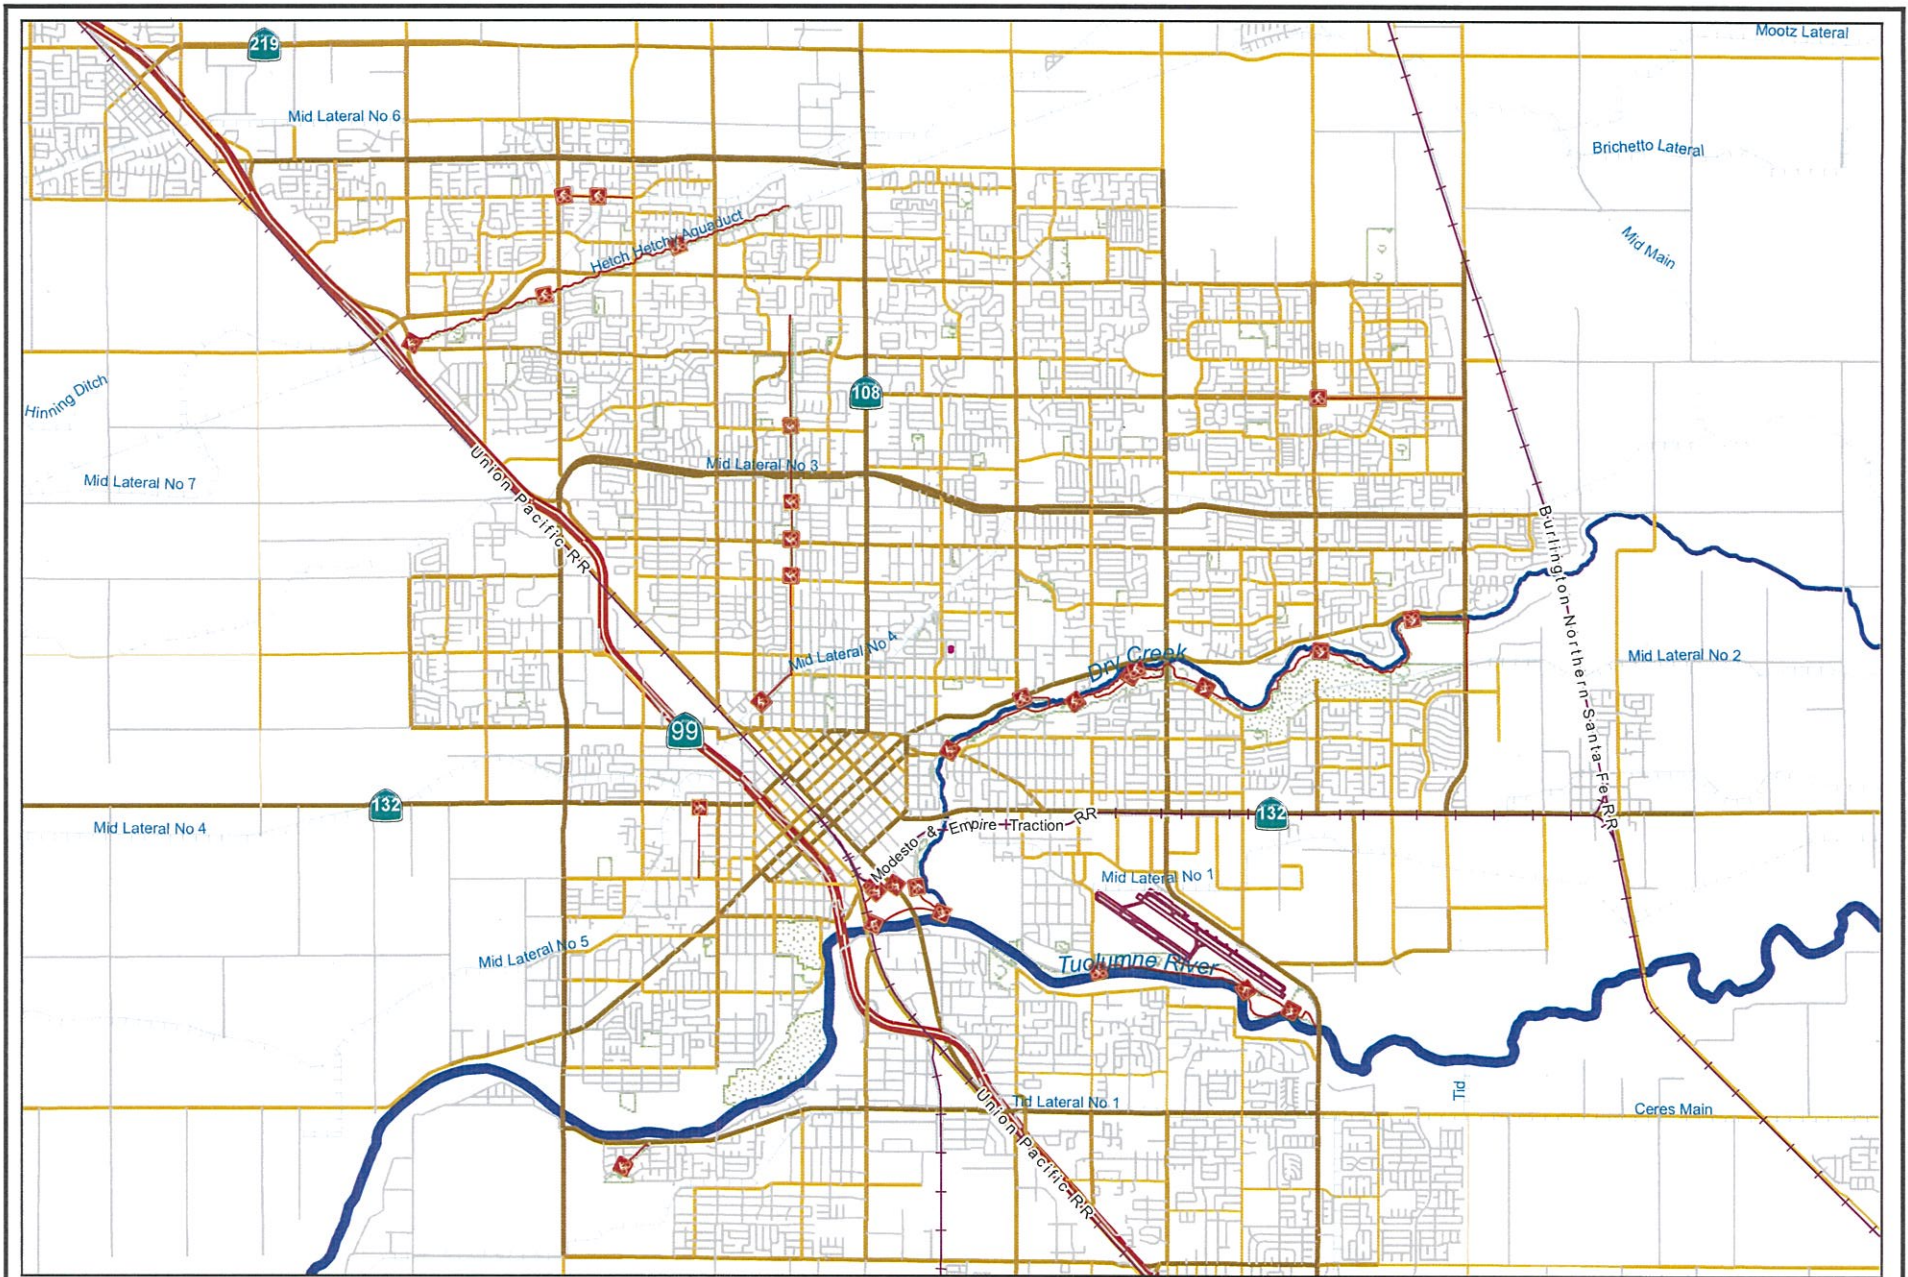 219
Mootz Lateral
Mid Lateral No 6
Brichetto Lateral
Hetch Hetchy Aquaduct
Mid Main
Hinning Ditch
108
Mid Lateral No 3
Union Pacific RR
Mid Lateral No 7
Burlington Northern Santa Fe RR
Mid Lateral No 4
Dry Creek
Mid Lateral No 2
99
132
Mid Lateral No 4
Modesto & Empire Traction RR
132
Mid Lateral No 1
Mid Lateral No 5
Tuolumne River
Tid
Tid Lateral No 1
Ceres Main
Union Pacific RR